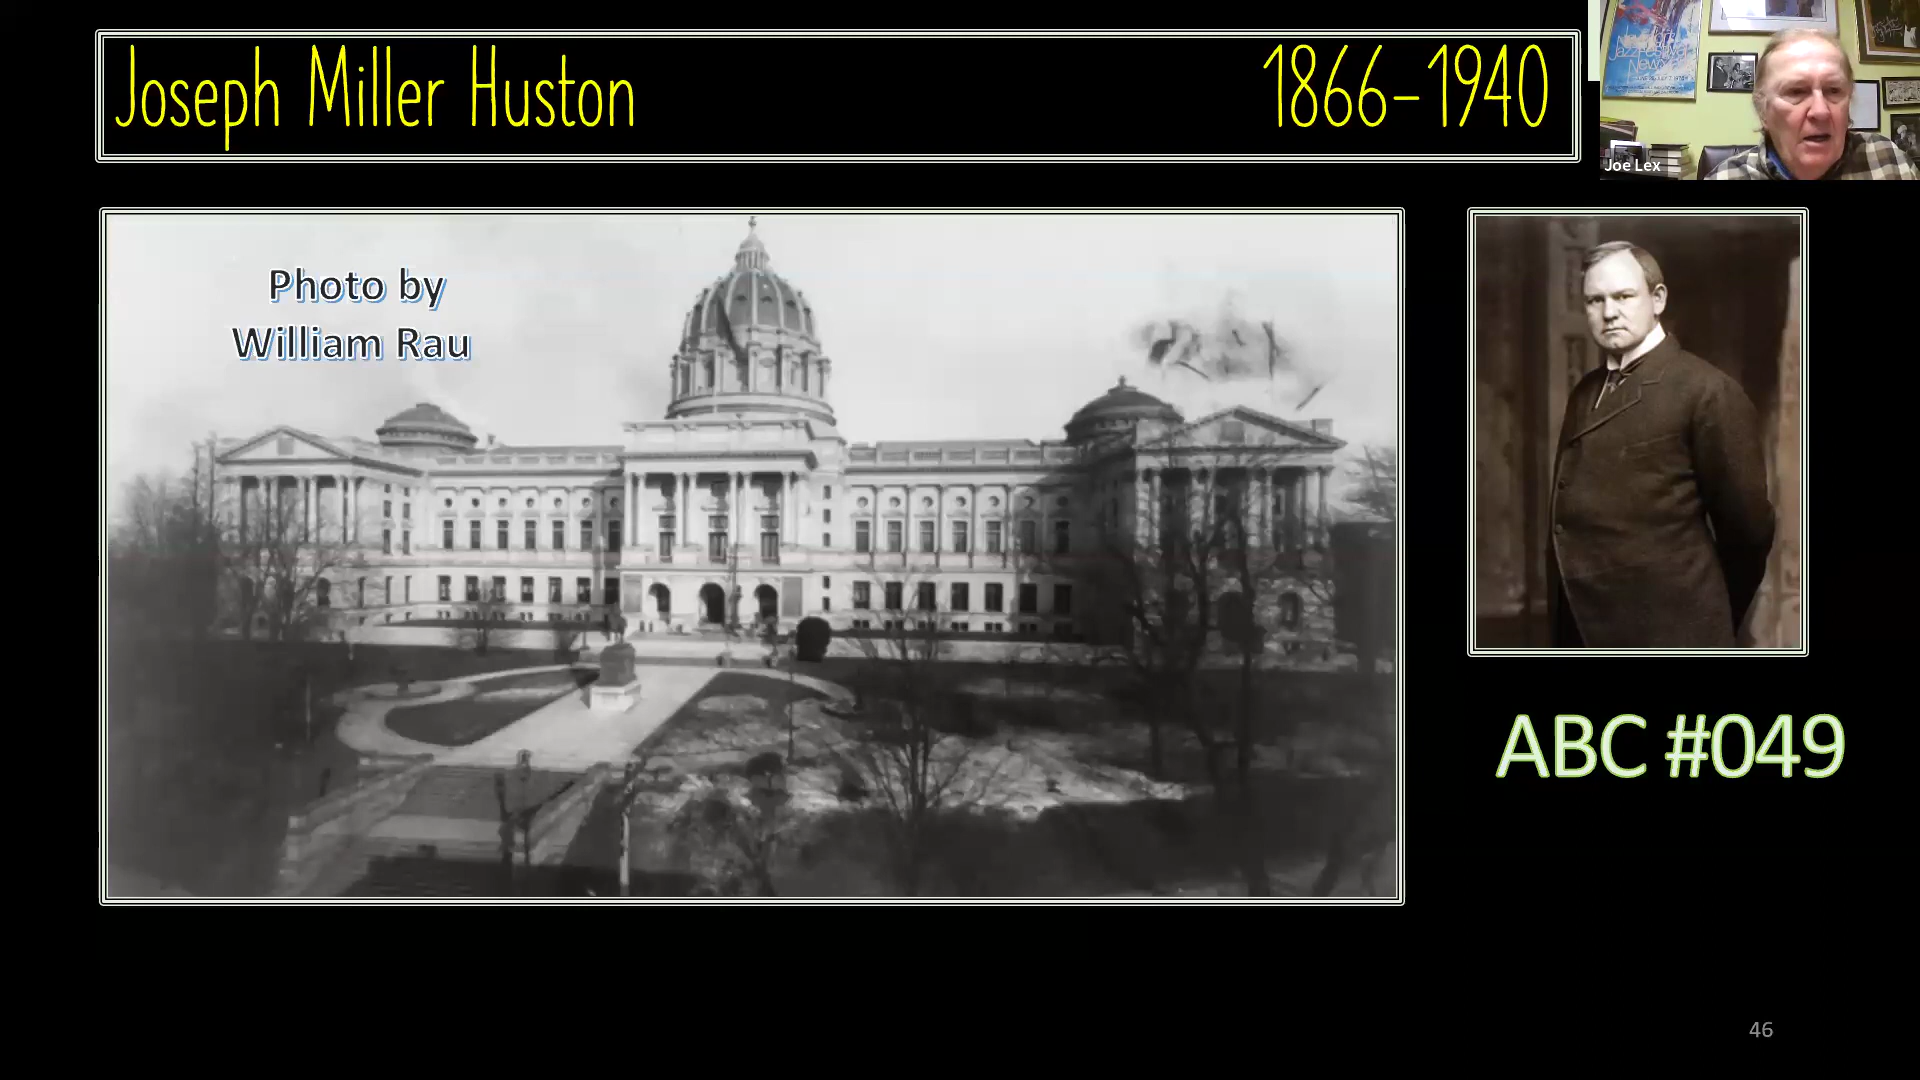 Joseph Miller Huston 1866-1940
Photo by
William Rau
Joe Lex
ABC #049
46